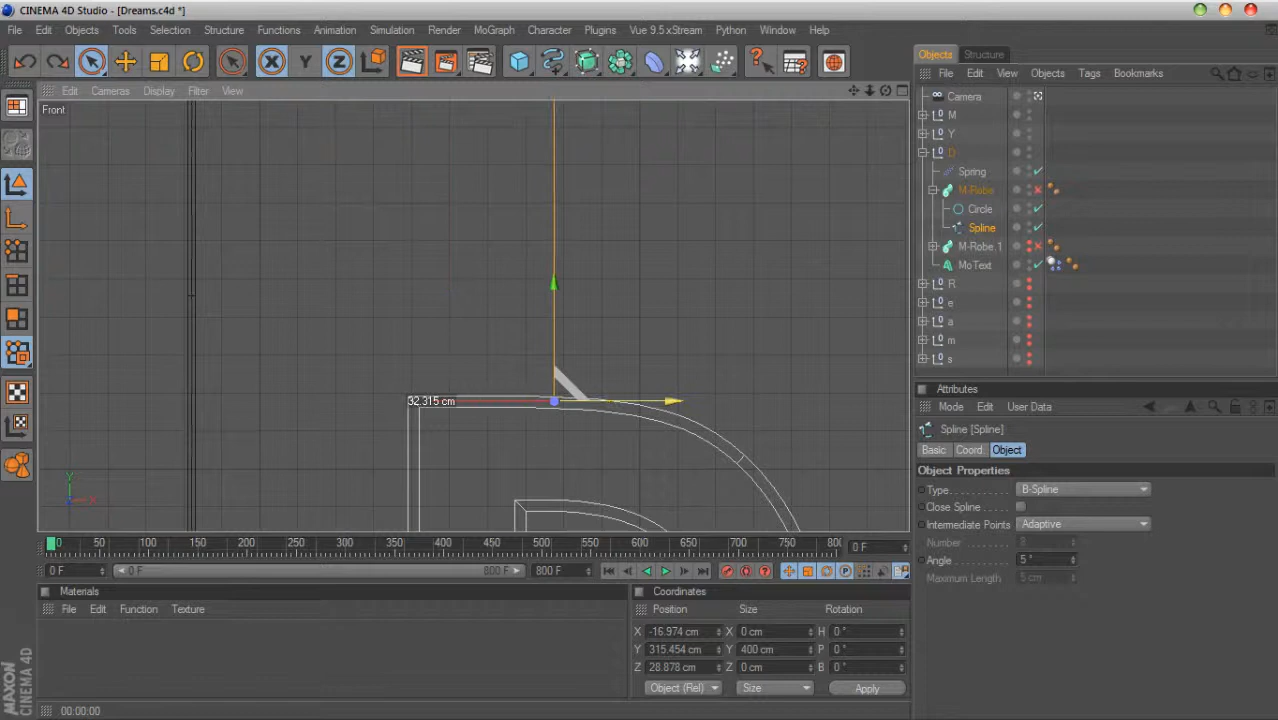 CINEMA 4D Studio - [Dreams.c4d *]
File Edit Objects Tools Selection Structure Functions Animation Simulation Render MoGraph Character Plugins Vue 9.5 xStream Python Window Help
X Y Z
Objects Structure
File Edit View Objects Tags Bookmarks
Edit Cameras Display Filter View
Front
Camera
M
Y
D
Spring
M-Robe
Circle
Spline
M-Robe.1
MoText
R
e
a
m
s
32.315 cm
Y
X
Attributes
Mode Edit User Data
Spline [Spline]
Basic Coord. Object
Object Properties
Type B-Spline
Close Spline
Intermediate Points Adaptive
Number 8
Angle 5 °
Maximum Length 5 cm
0 50 100 150 200 250 300 350 400 450 500 550 600 650 700 750 800 0 F
0 F 0 F 800 F 800 F
Materials
File Edit Function Texture
Coordinates
Position Size Rotation
X -16.974 cm X 0 cm H 0 °
Y 315.454 cm Y 400 cm P 0 °
Z 28.878 cm Z 0 cm B 0 °
Object (Rel) Size Apply
MAXON
CINEMA 4D
00:00:00